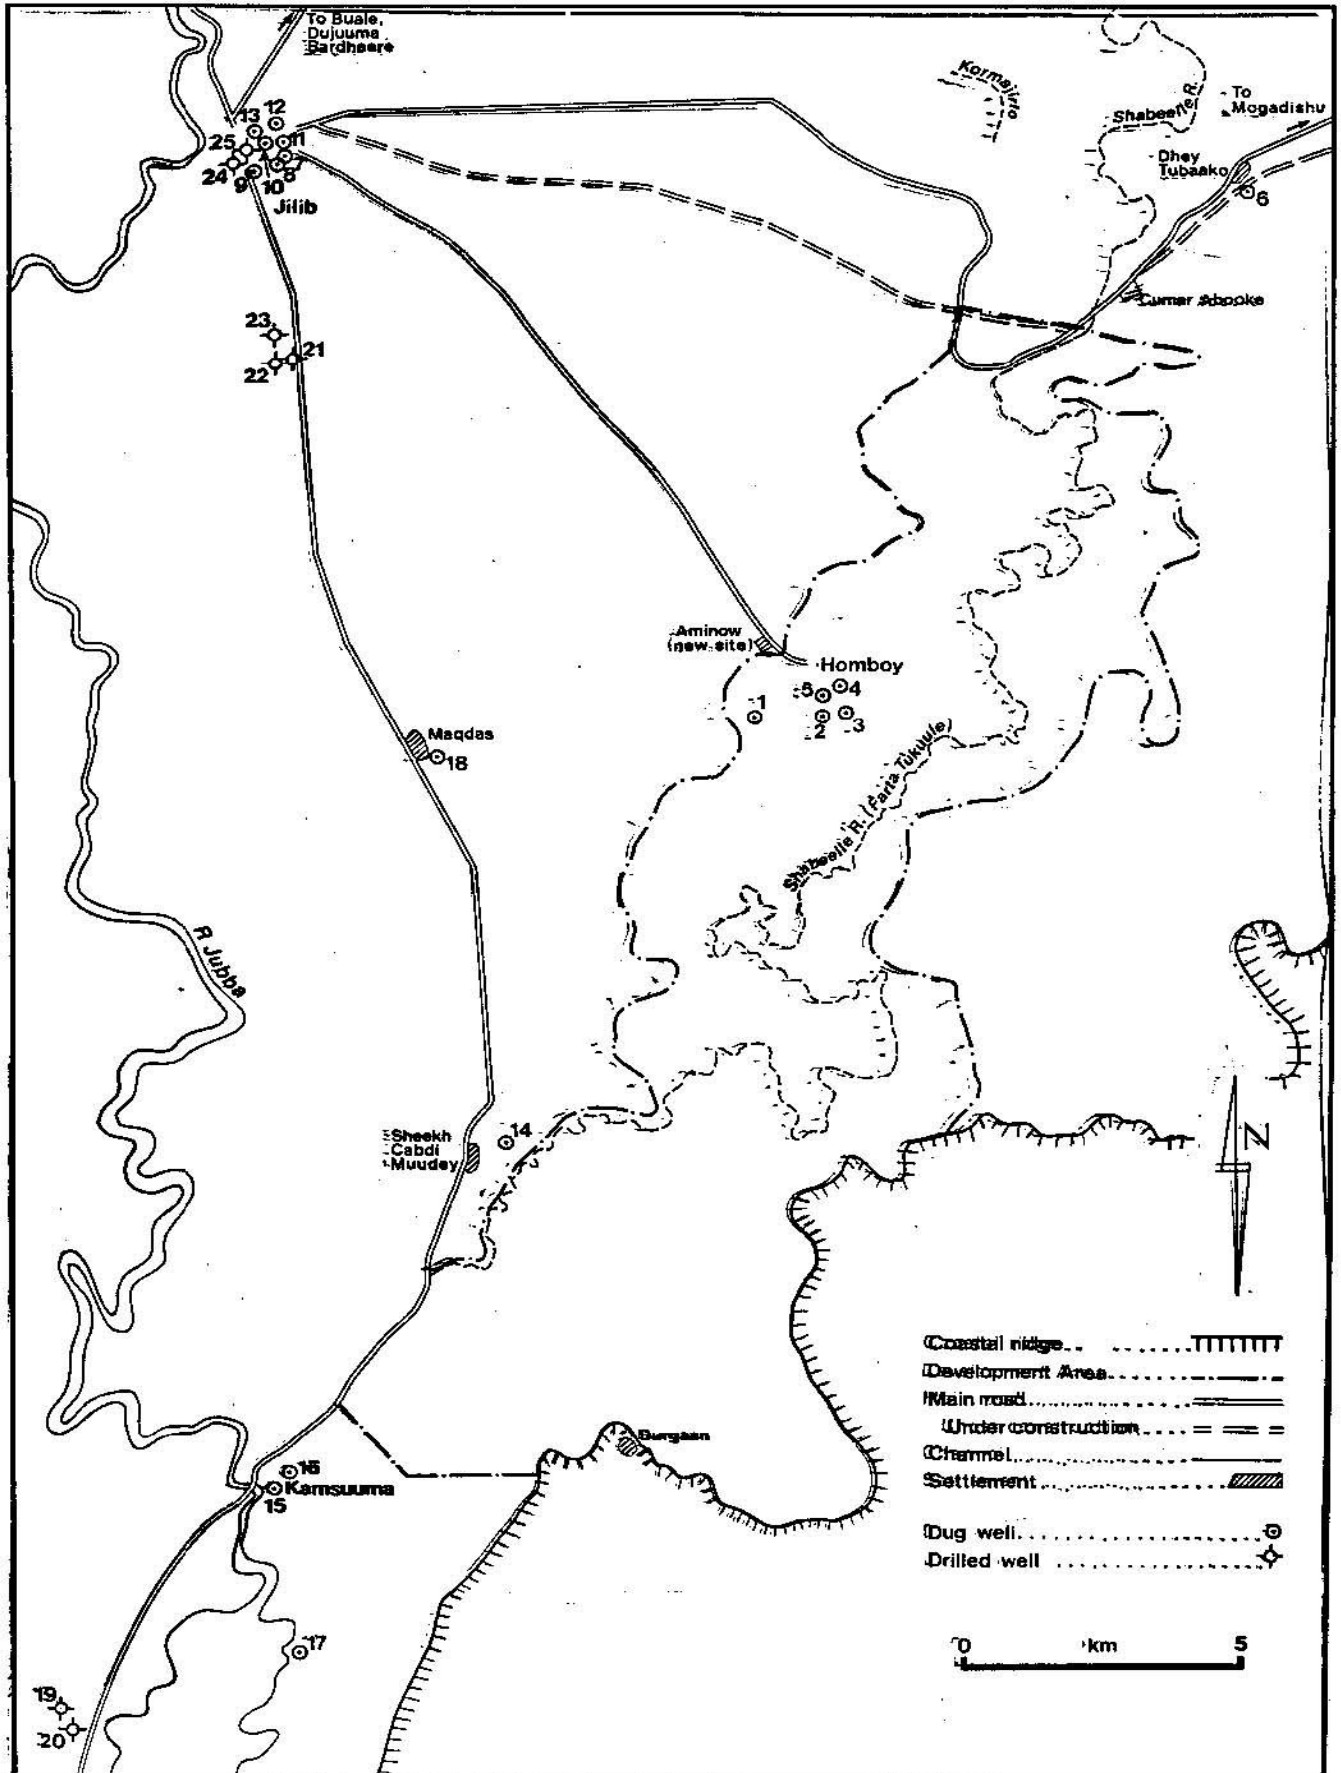 To Buale,
Dujuuma
Bardheere
Kormajirrio
Shabeelle R.
To
Mogadishu
Dhey
Tubaako
6
13
12
25
11
24
9
10
8
7
Jilib
Cumar Abooke
23
21
22
Aminow
(new site)
Homboy
5
4
1
2
3
Maqdas
18
Shabeelle R. (Farta Tukuule)
R Jubba
14
Sheekh
Cabdi
Muudey
N
Coastal ridge
Development Area
Main road
Under construction
Channel
Settlement
Burgaan
16
Kamsuuma
15
Dug well
Drilled well
17
0 km 5
19
20